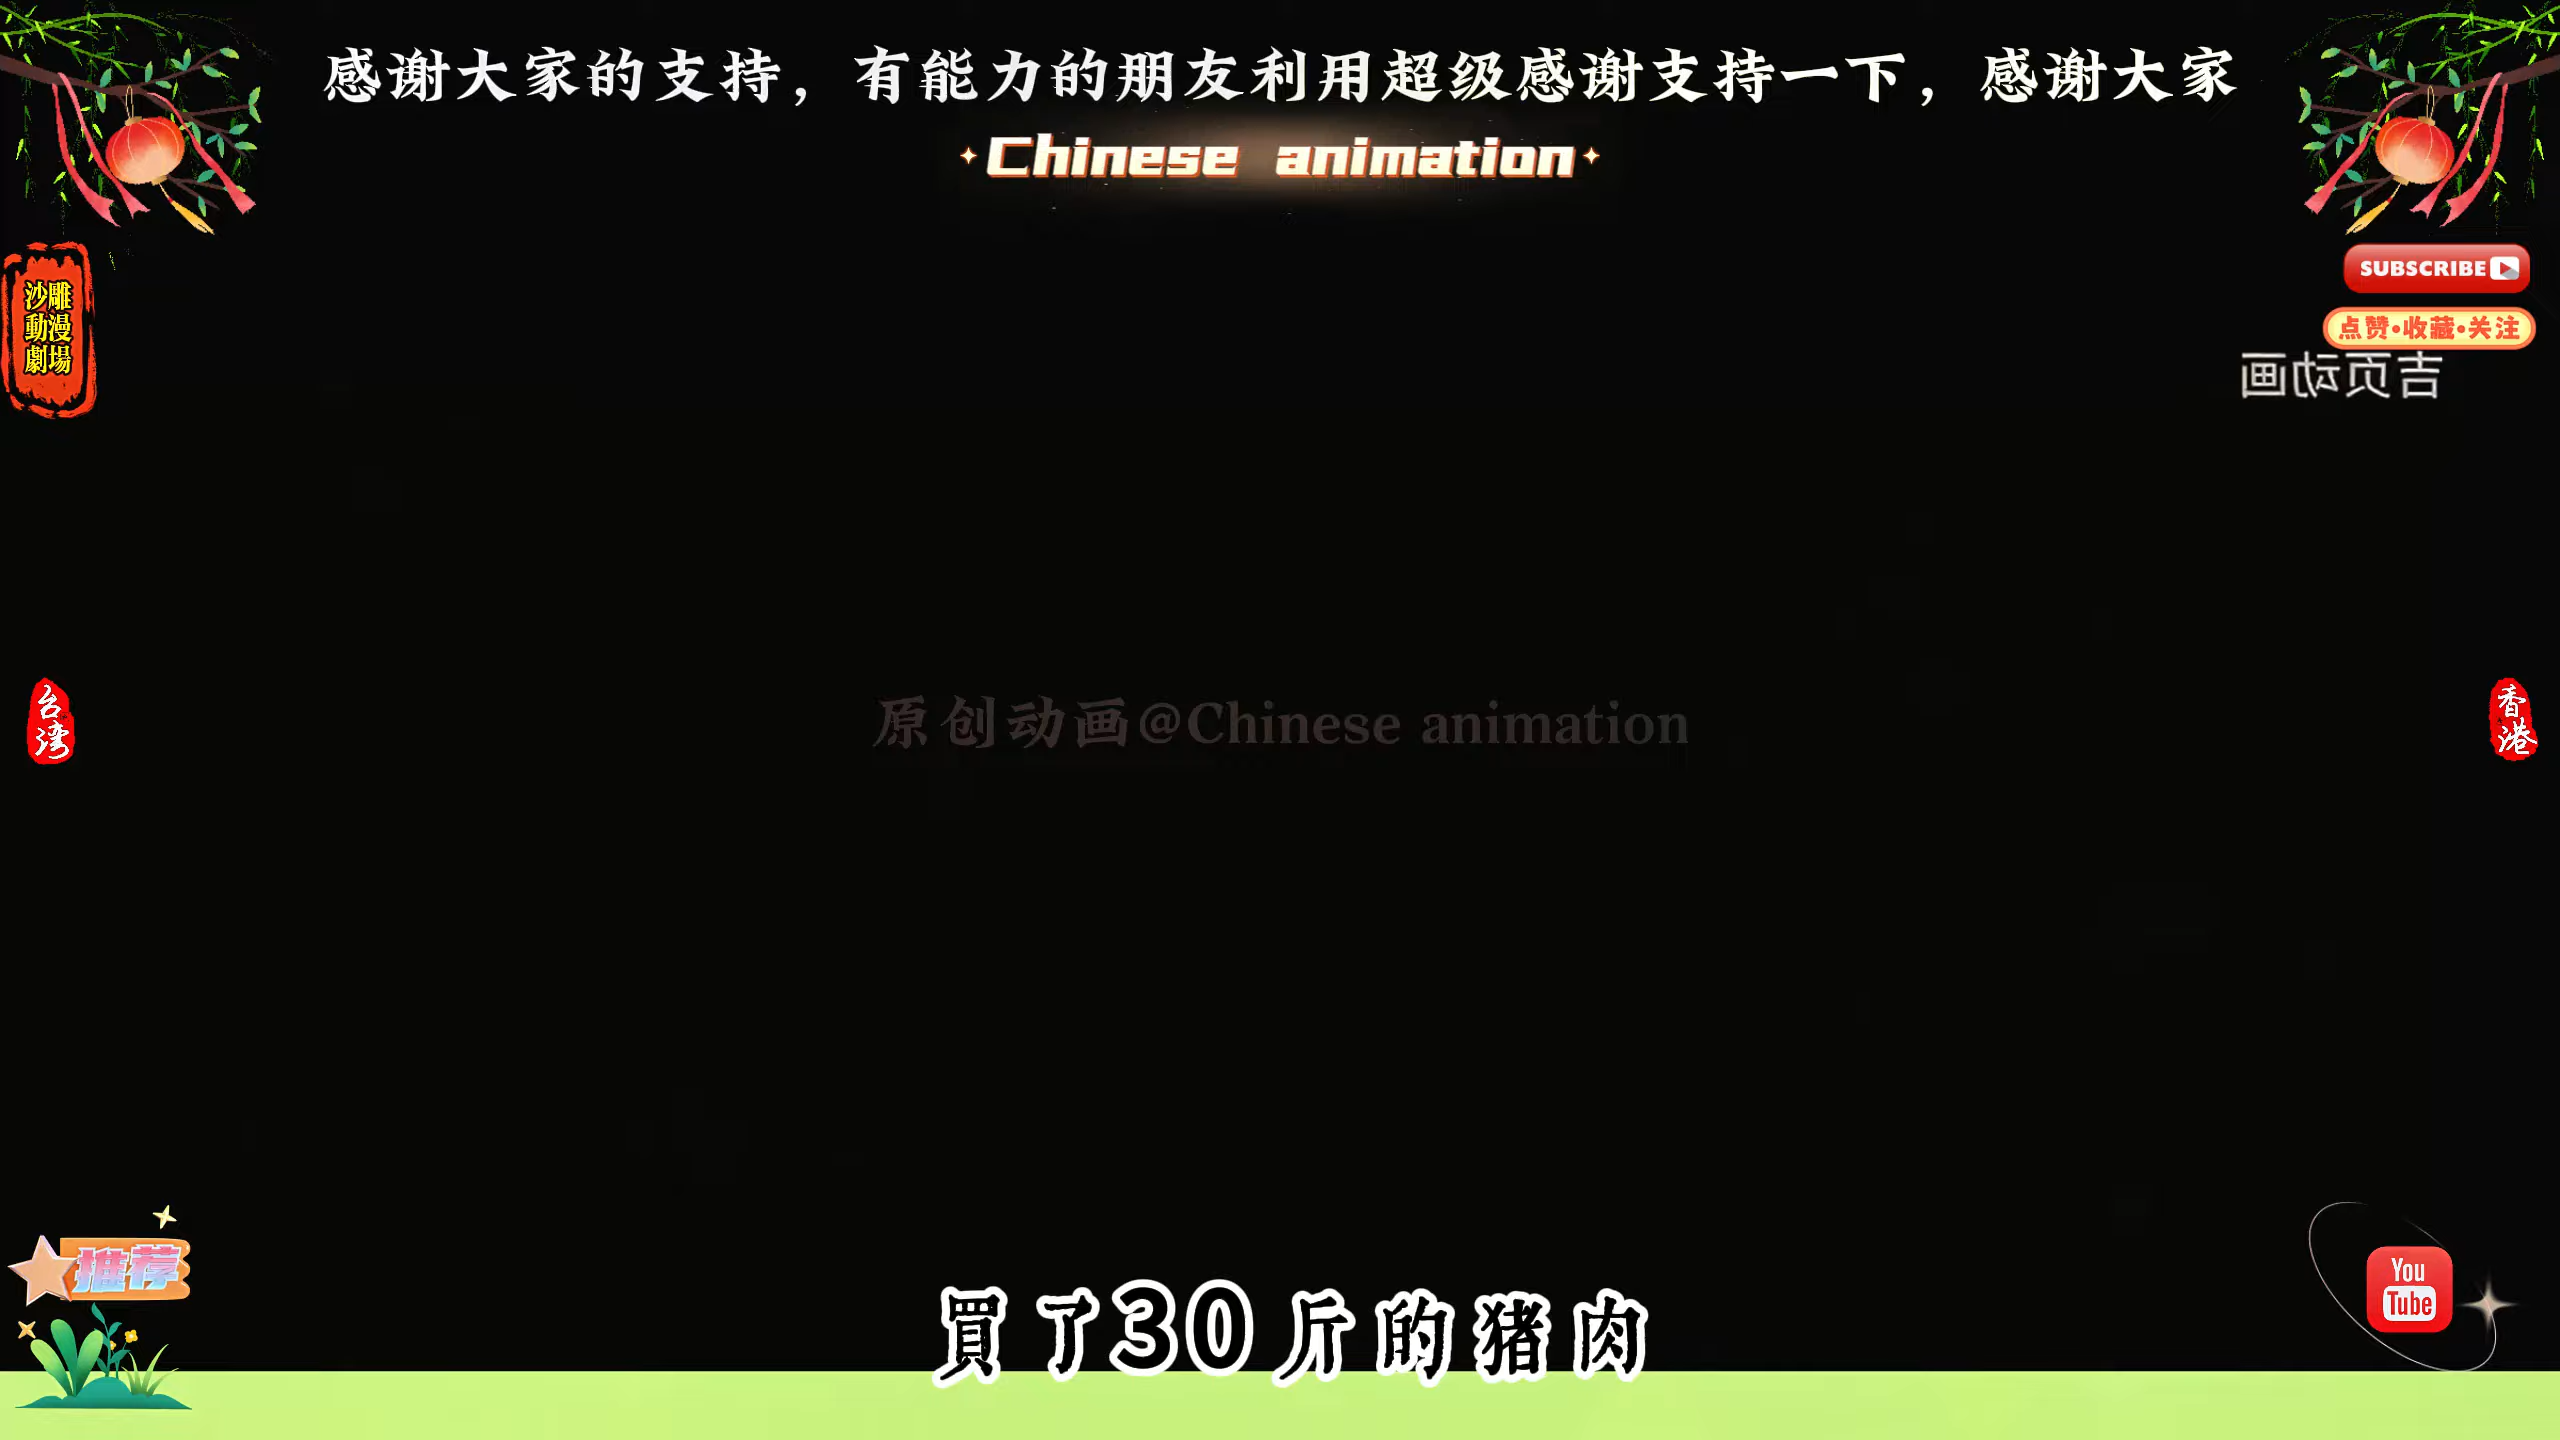 感谢大家的支持，有能力的朋友利用超级感谢支持一下，感谢大家
Chinese animation
SUBSCRIBE
沙雕
動漫
劇場
点赞•收藏•关注
吉页动画
台湾
原创动画@Chinese animation
香港
推荐
You
Tube
買了30斤的猪肉